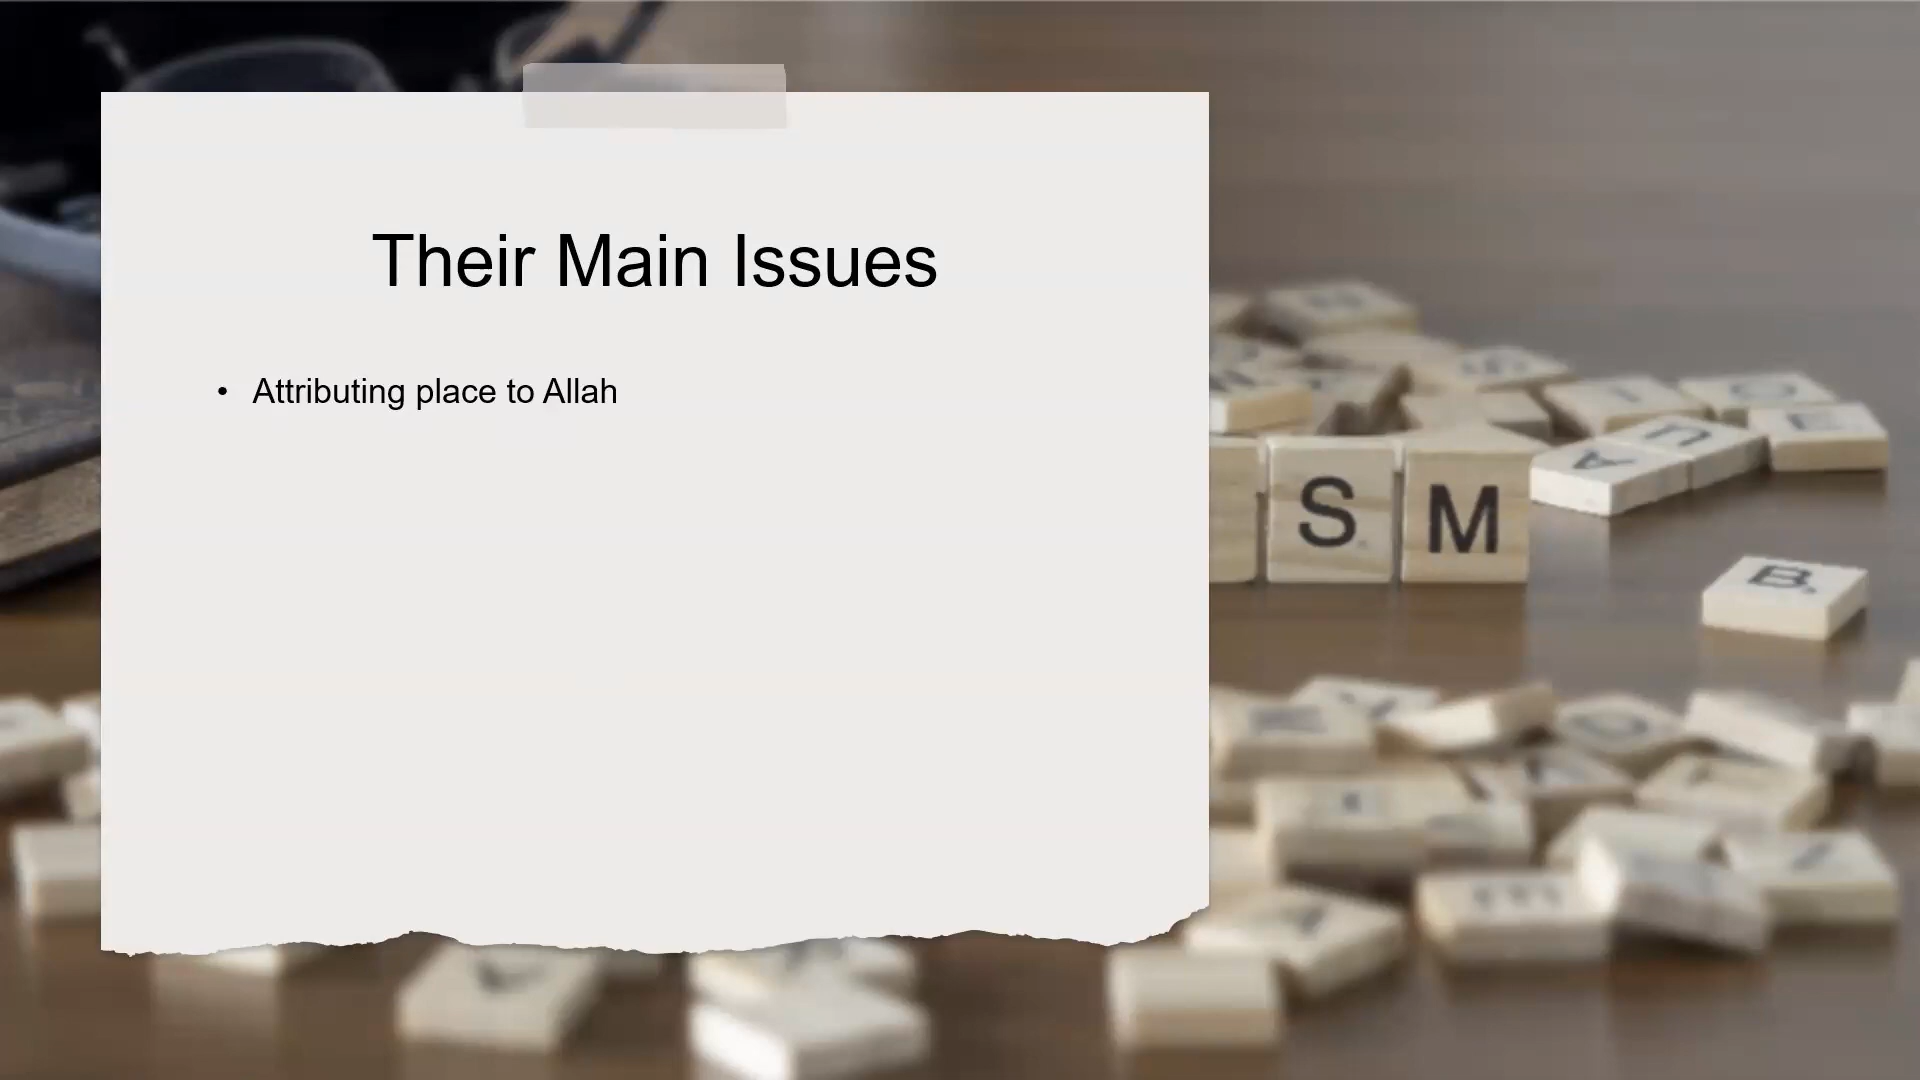 Their Main Issues
• Attributing place to Allah
S M
A U
B